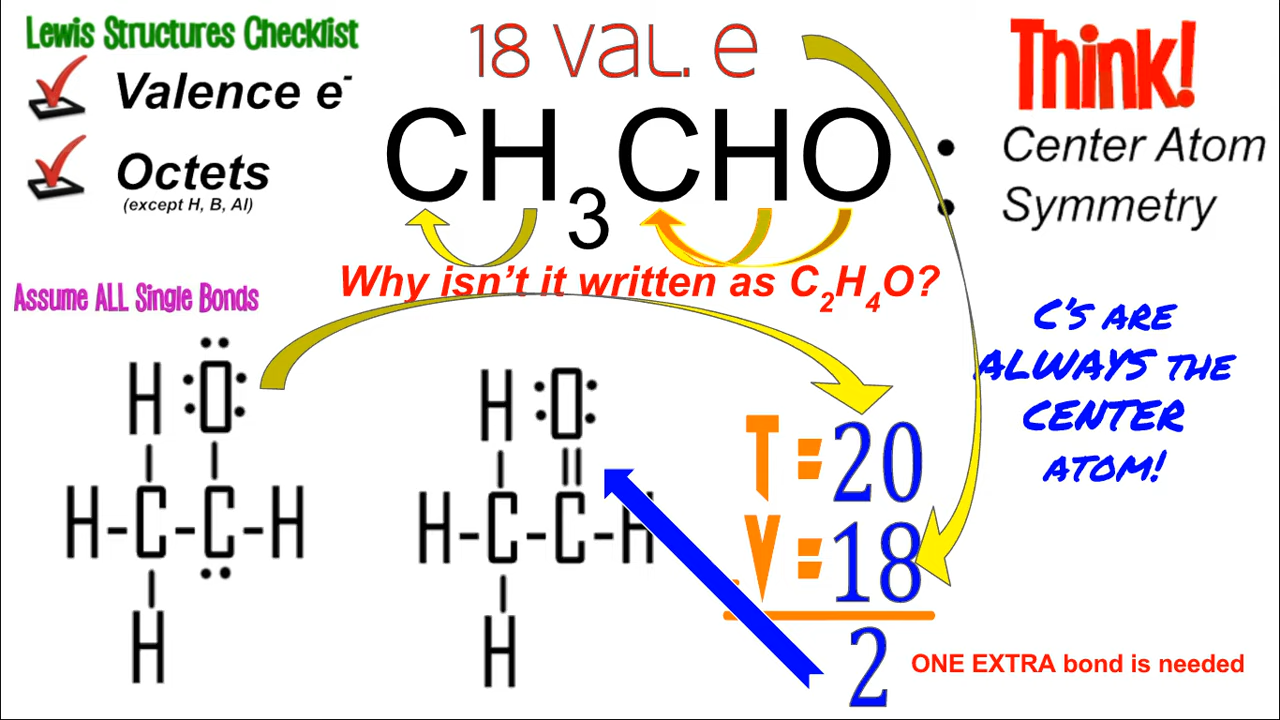 Lewis Structures Checklist
Valence e⁻
Octets
(except H, B, Al)
18 val. e
CH₃CHO
Why isn't it written as C₂H₄O?
Think!
• Center Atom
• Symmetry
C's are
ALWAYS the
CENTER
atom!
Assume ALL Single Bonds
H O
H-C-C-H
H
H O
H-C-C-H
H
T=20
V=18
2
ONE EXTRA bond is needed